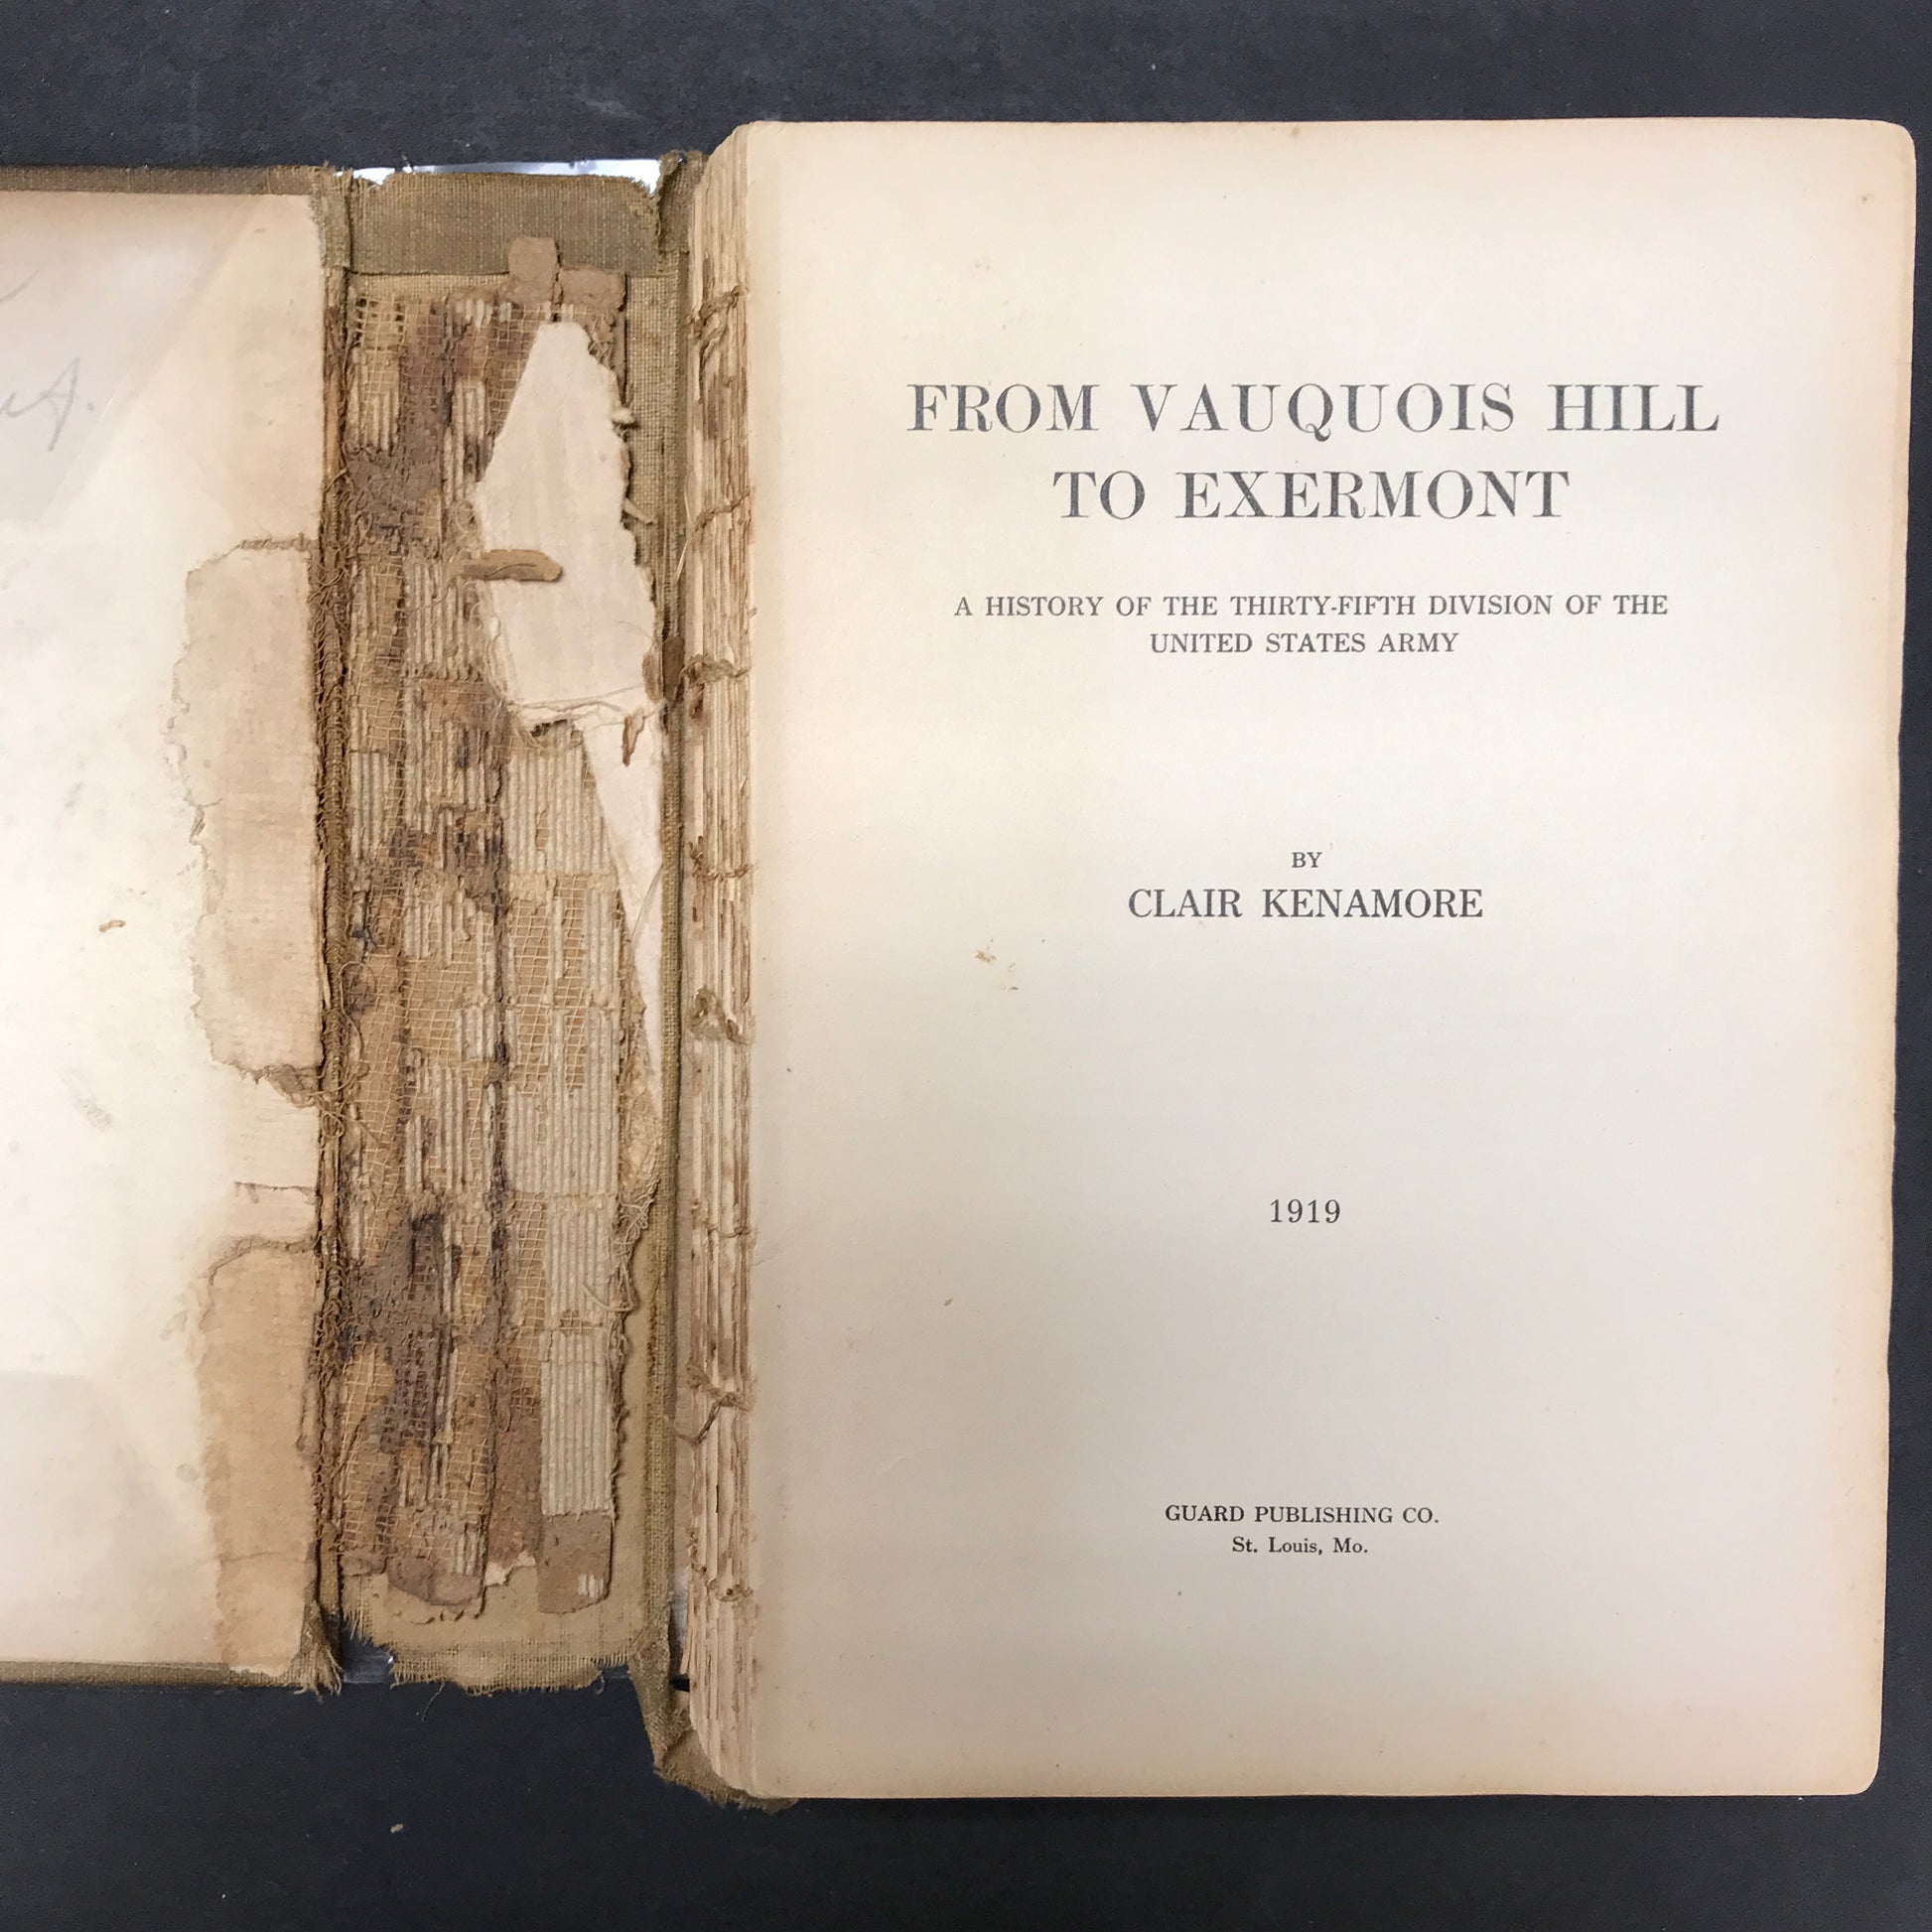 FROM VAUQUOIS HILL
TO EXERMONT
A HISTORY OF THE THIRTY-FIFTH DIVISION OF THE
UNITED STATES ARMY
BY
CLAIR KENAMORE
1919
GUARD PUBLISHING CO.
St. Louis, Mo.